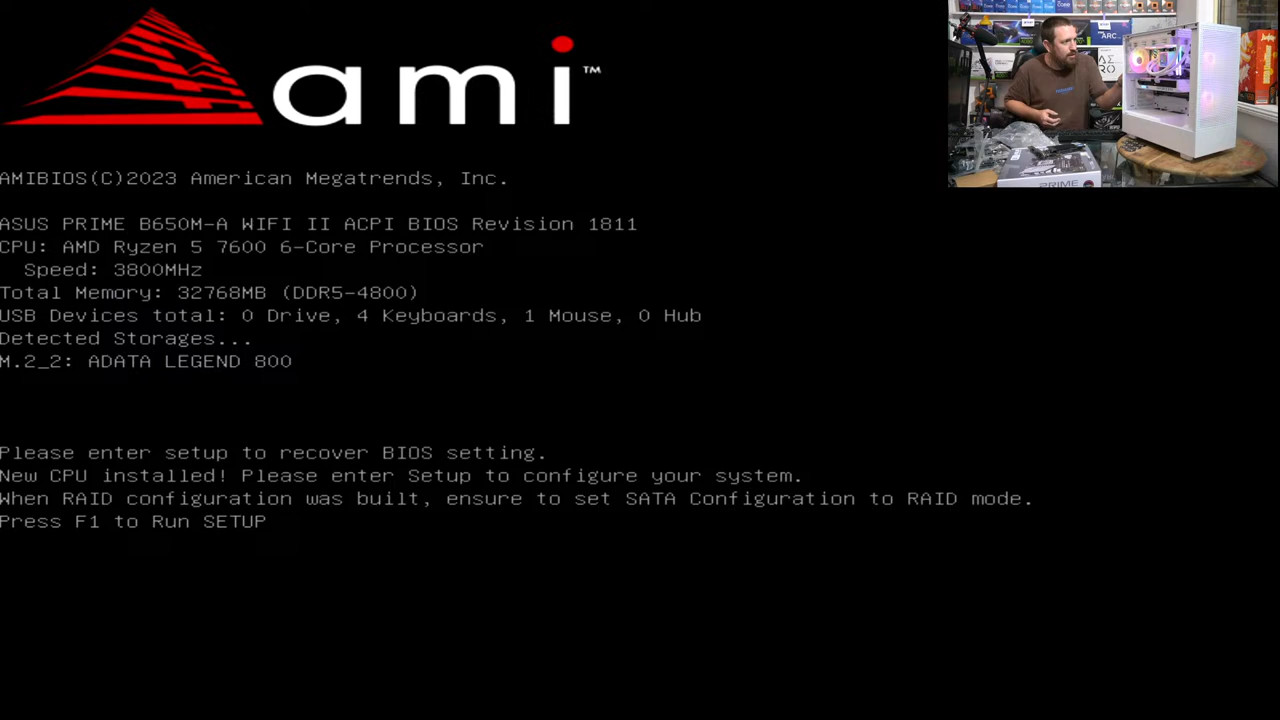 ami™
AMIBIOS(C)2023 American Megatrends, Inc.
ASUS PRIME B650M-A WIFI II ACPI BIOS Revision 1811
CPU: AMD Ryzen 5 7600 6-Core Processor
Speed: 3800MHz
Total Memory: 32768MB (DDR5-4800)
USB Devices total: 0 Drive, 4 Keyboards, 1 Mouse, 0 Hub
Detected Storages...
M.2_2: ADATA LEGEND 800
Please enter setup to recover BIOS setting.
New CPU installed! Please enter Setup to configure your system.
When RAID configuration was built, ensure to set SATA Configuration to RAID mode.
Press F1 to Run SETUP
ARC
PRIME